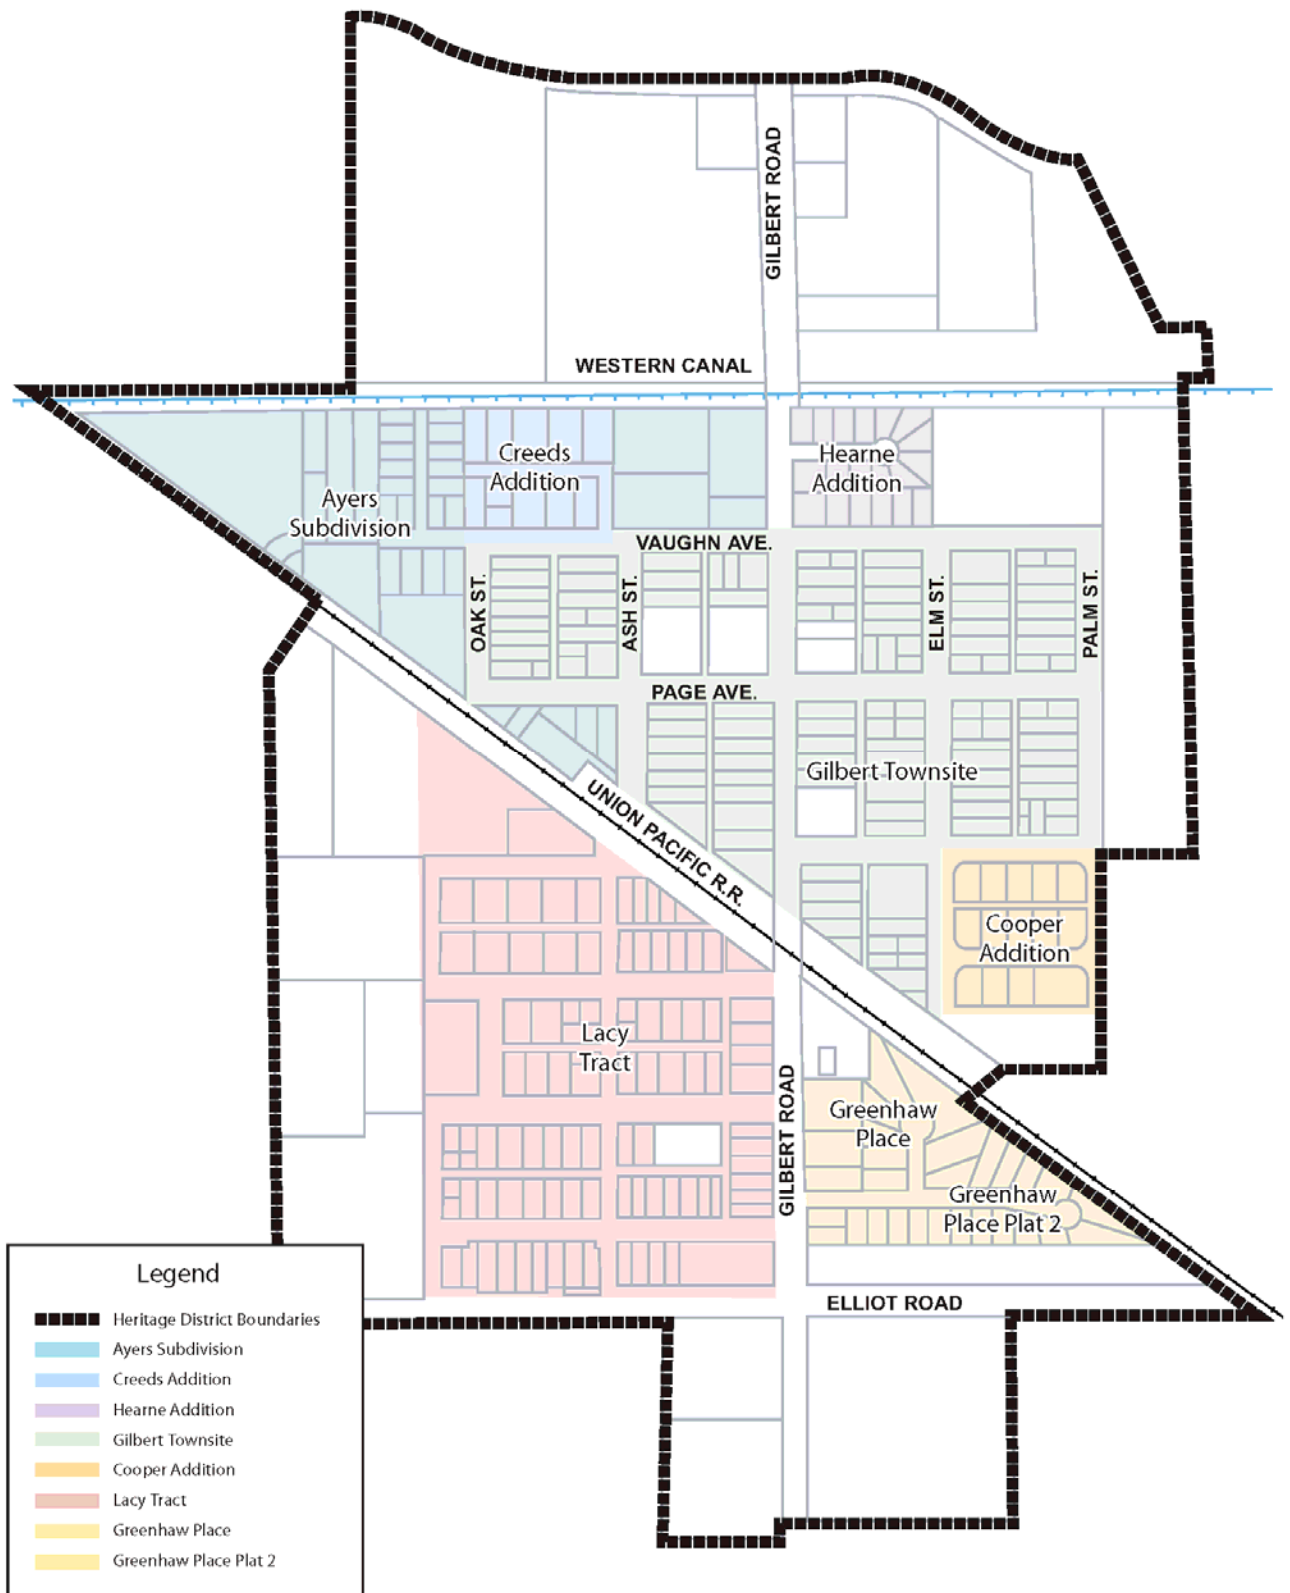 GILBERT ROAD
WESTERN CANAL
Creeds
Addition
Hearne
Addition
Ayers
Subdivision
VAUGHN AVE.
OAK ST.
ASH ST.
ELM ST.
PALM ST.
PAGE AVE.
Gilbert Townsite
UNION PACIFIC R.R.
Cooper
Addition
Lacy
Tract
GILBERT ROAD
Greenhaw
Place
Greenhaw
Place Plat 2
ELLIOT ROAD
Legend
Heritage District Boundaries
Ayers Subdivision
Creeds Addition
Hearne Addition
Gilbert Townsite
Cooper Addition
Lacy Tract
Greenhaw Place
Greenhaw Place Plat 2